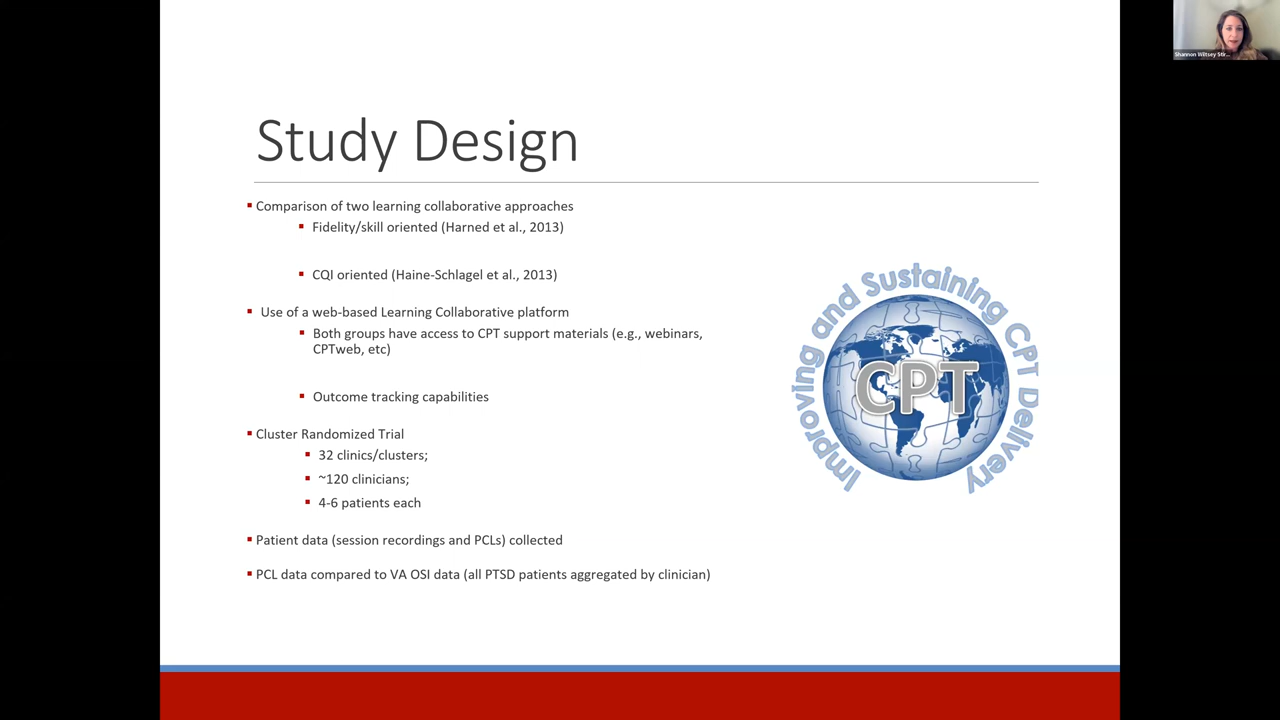 Study Design
Comparison of two learning collaborative approaches
Fidelity/skill oriented (Harned et al., 2013)
CQI oriented (Haine-Schlagel et al., 2013)
Use of a web-based Learning Collaborative platform
Both groups have access to CPT support materials (e.g., webinars,
CPTweb, etc)
Outcome tracking capabilities
Cluster Randomized Trial
32 clinics/clusters;
~120 clinicians;
4-6 patients each
Patient data (session recordings and PCLs) collected
PCL data compared to VA OSI data (all PTSD patients aggregated by clinician)
Improving and Sustaining CPT Delivery
CPT
Shannon Wiltsey Stir...